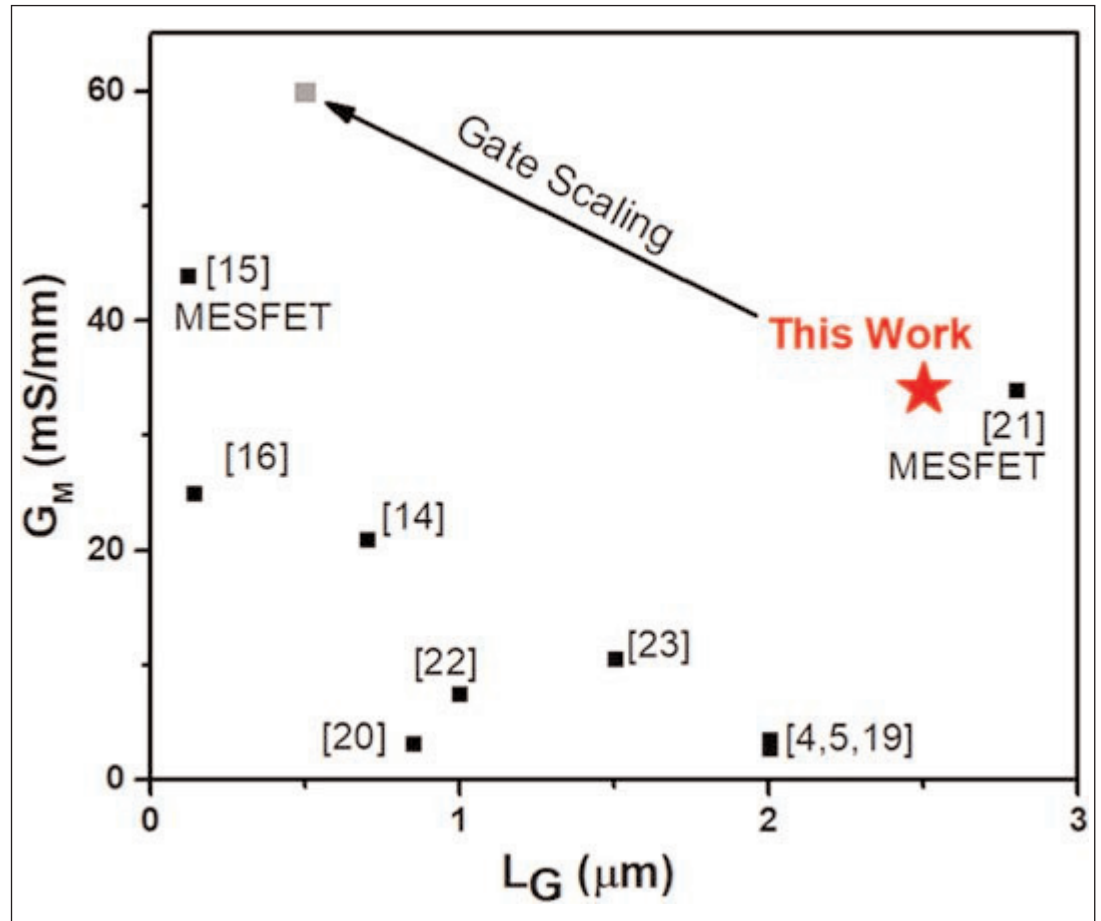 60
40
20
0
0
1
2
3
G_M (mS/mm)
L_G (μm)
Gate Scaling
[15]
MESFET
This Work
[21]
MESFET
[16]
[14]
[22]
[23]
[20]
[4,5,19]